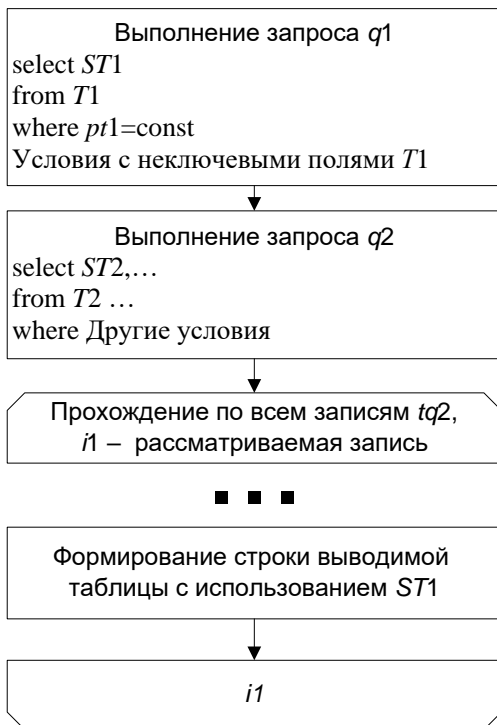 Выполнение запроса q1
select ST1
from T1
where pt1=const
Условия с неключевыми полями T1
Выполнение запроса q2
select ST2,…
from T2 …
where Другие условия
Прохождение по всем записям tq2,
i1 – рассматриваемая запись
Формирование строки выводимой
таблицы с использованием ST1
i1